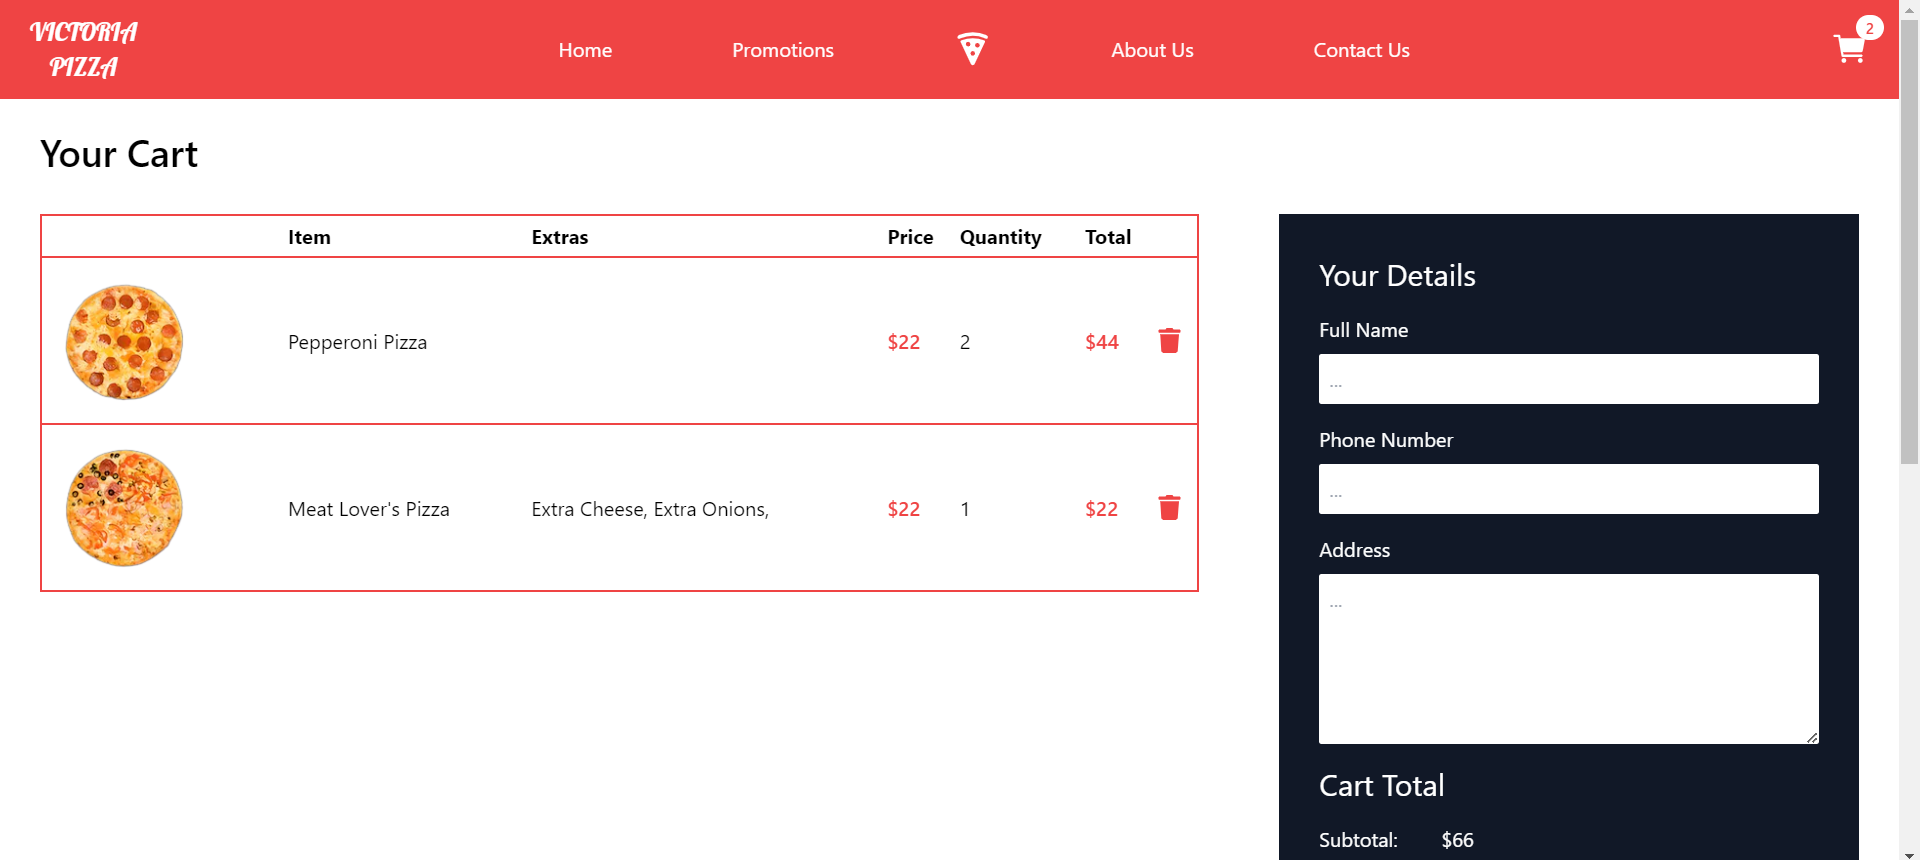 VICTORIA
PIZZA
Home
Promotions
About Us
Contact Us
2
Your Cart
Item Extras Price Quantity Total
Pepperoni Pizza $22 2 $44
Meat Lover's Pizza Extra Cheese, Extra Onions, $22 1 $22
Your Details
Full Name
...
Phone Number
...
Address
...
Cart Total
Subtotal: $66